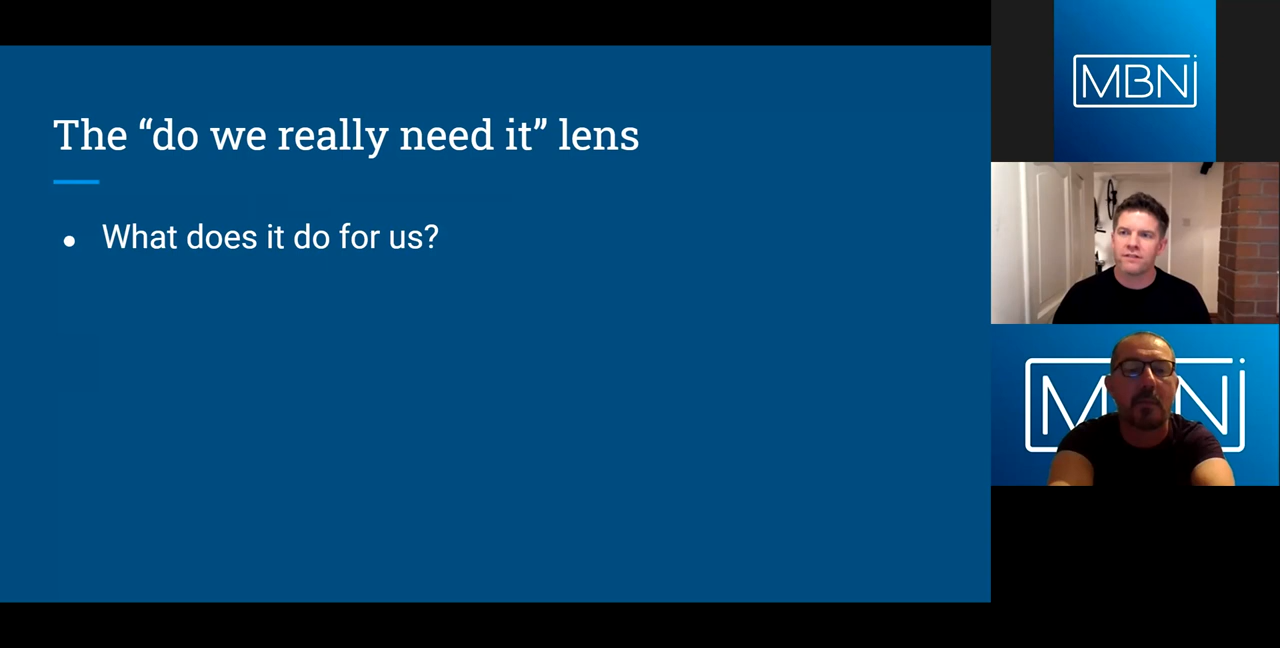 The “do we really need it” lens
● What does it do for us?
MBN
MBN